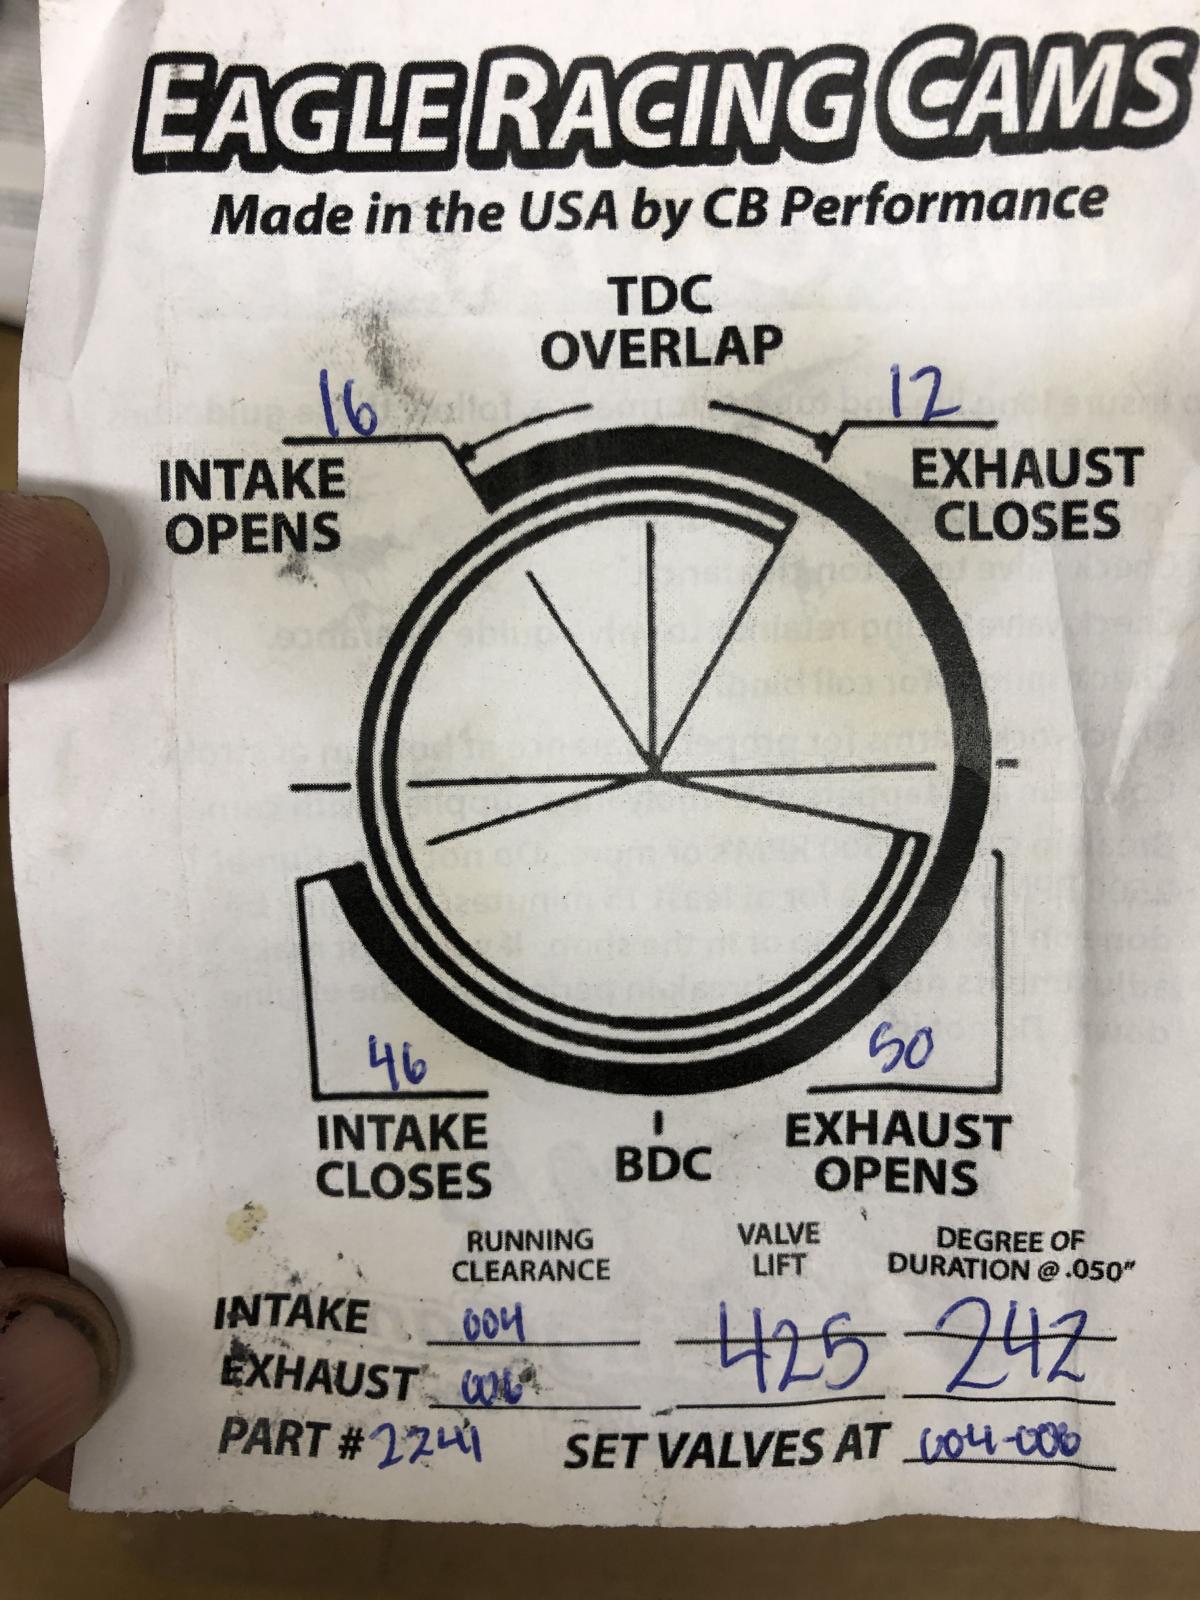 EAGLE RACING CAMS
Made in the USA by CB Performance
TDC
OVERLAP
16
INTAKE
OPENS
12
EXHAUST
CLOSES
46
INTAKE
CLOSES
BDC
50
EXHAUST
OPENS
RUNNING
CLEARANCE
VALVE
LIFT
DEGREE OF
DURATION @ .050"
INTAKE 004 425 242
EXHAUST 006
PART # 2241 SET VALVES AT 004-006